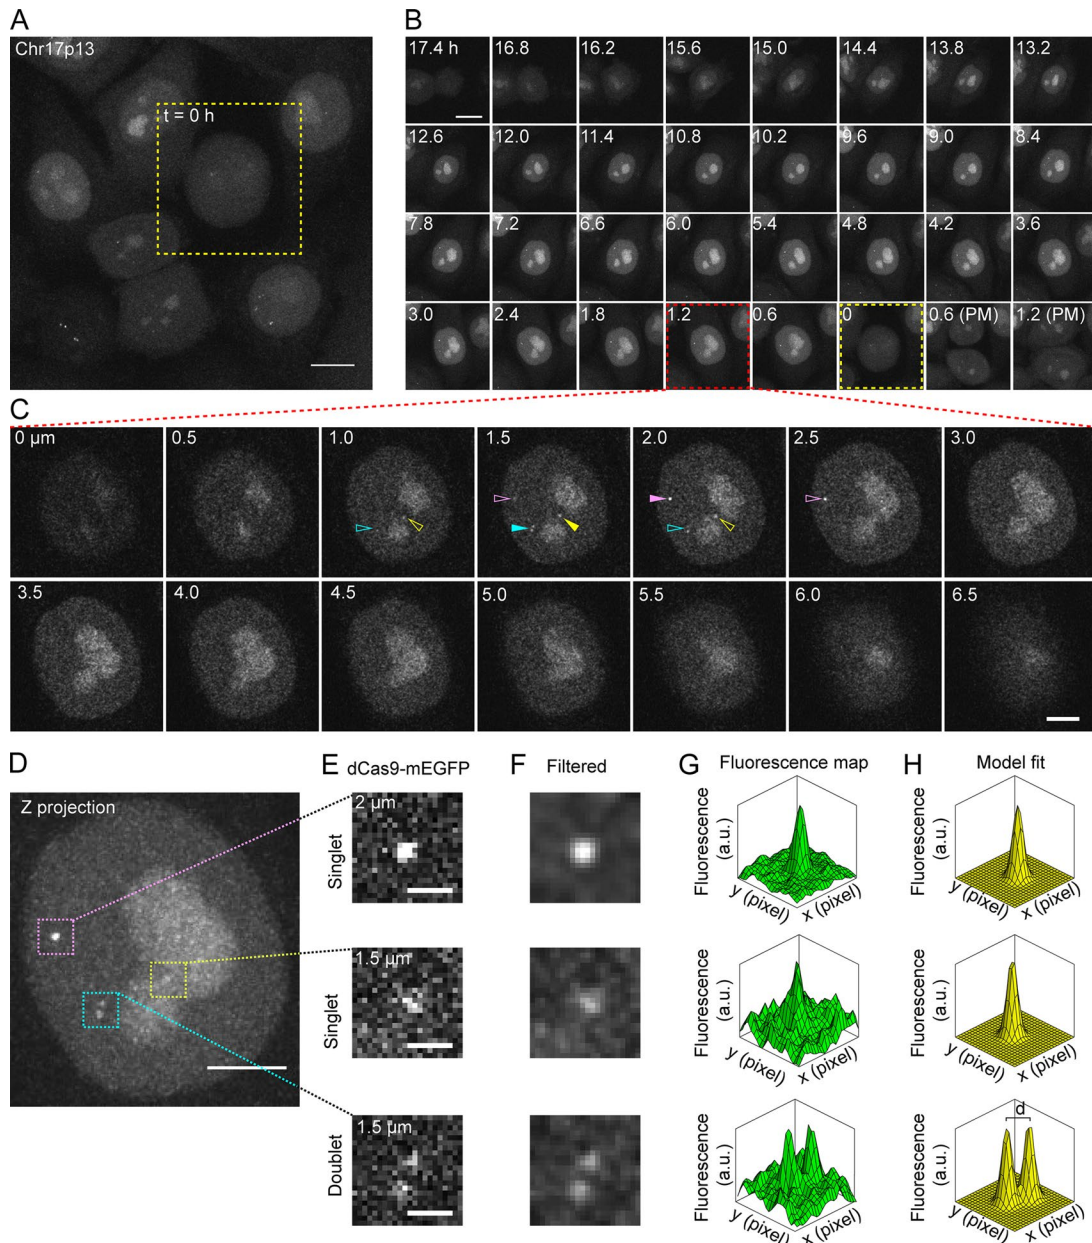 A
Chr17p13
t = 0 h
B
17.4 h 16.8 16.2 15.6 15.0 14.4 13.8 13.2
12.6 12.0 11.4 10.8 10.2 9.6 9.0 8.4
7.8 7.2 6.6 6.0 5.4 4.8 4.2 3.6
3.0 2.4 1.8 1.2 0.6 0 0.6 (PM) 1.2 (PM)
C
0 µm 0.5 1.0 1.5 2.0 2.5 3.0
3.5 4.0 4.5 5.0 5.5 6.0 6.5
D
Z projection
E dCas9-mEGFP
F Filtered
G Fluorescence map
H Model fit
2 µm
Singlet
Fluorescence
(a.u.)
y (pixel)
x (pixel)
Fluorescence
(a.u.)
y (pixel)
x (pixel)
1.5 µm
Singlet
Fluorescence
(a.u.)
y (pixel)
x (pixel)
Fluorescence
(a.u.)
y (pixel)
x (pixel)
1.5 µm
Doublet
Fluorescence
(a.u.)
y (pixel)
x (pixel)
Fluorescence
(a.u.)
d
y (pixel)
x (pixel)